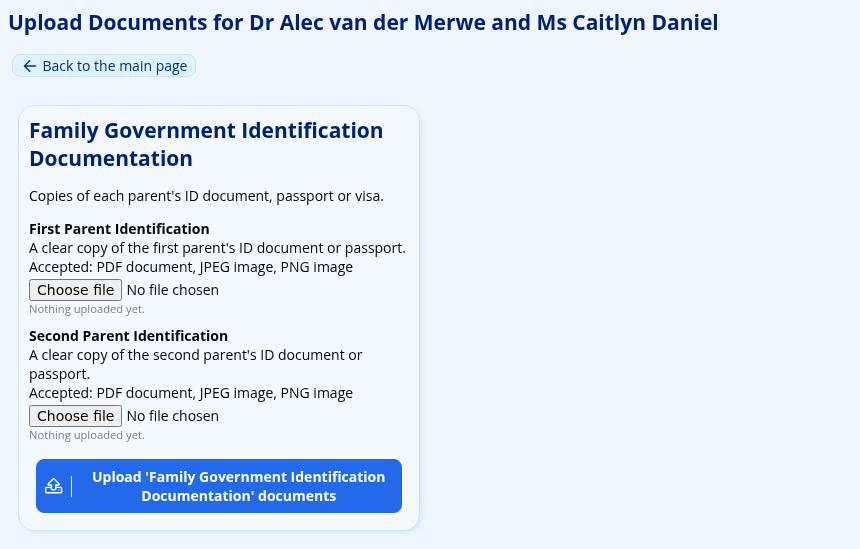 Upload Documents for Dr Alec van der Merwe and Ms Caitlyn Daniel
Back to the main page
Family Government Identification
Documentation
Copies of each parent's ID document, passport or visa.
First Parent Identification
A clear copy of the first parent's ID document or passport.
Accepted: PDF document, JPEG image, PNG image
Choose file No file chosen
Nothing uploaded yet.
Second Parent Identification
A clear copy of the second parent's ID document or
passport.
Accepted: PDF document, JPEG image, PNG image
Choose file No file chosen
Nothing uploaded yet.
Upload 'Family Government Identification
Documentation' documents